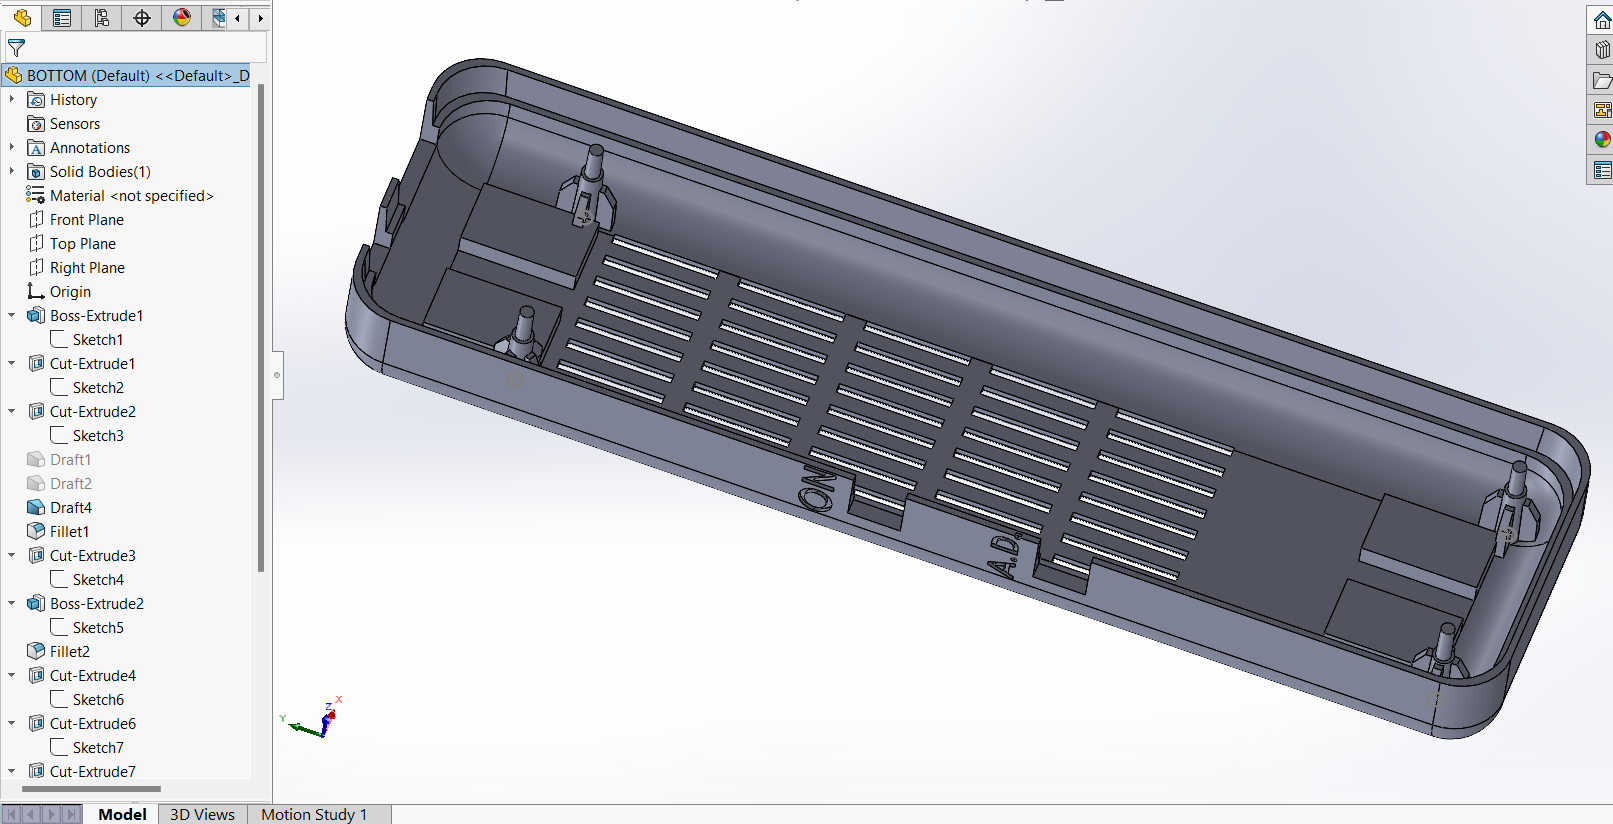 BOTTOM (Default) <<Default>_D
History
Sensors
Annotations
Solid Bodies(1)
Material <not specified>
Front Plane
Top Plane
Right Plane
Origin
Boss-Extrude1
Sketch1
Cut-Extrude1
Sketch2
Cut-Extrude2
Sketch3
Draft1
Draft2
Draft4
Fillet1
Cut-Extrude3
Sketch4
Boss-Extrude2
Sketch5
Fillet2
Cut-Extrude4
Sketch6
Cut-Extrude6
Sketch7
Cut-Extrude7
ON
A.D.
X
Z
Y
Model
3D Views
Motion Study 1